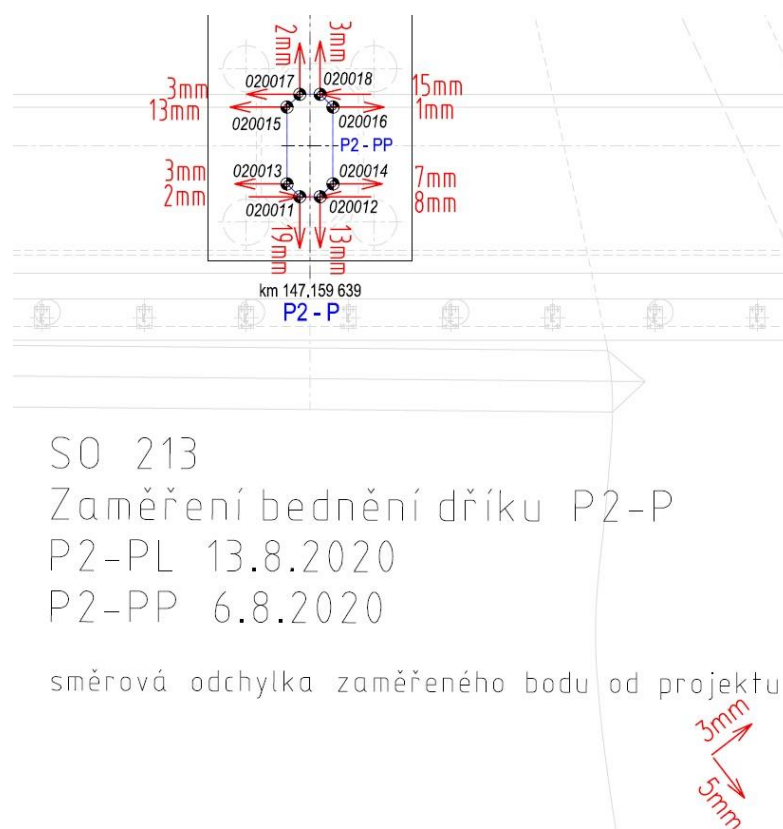 2mm 3mm
3mm 020017 020018 15mm
13mm 020015 020016 1mm
P2 - PP
3mm 020013 020014 7mm
2mm 020011 020012 8mm
19mm 13mm
km 147,159 639
P2 - P
SO 213
Zaměření bednění dříku P2-P
P2-PL 13.8.2020
P2-PP 6.8.2020
směrová odchylka zaměřeného bodu od projektu
3mm
5mm